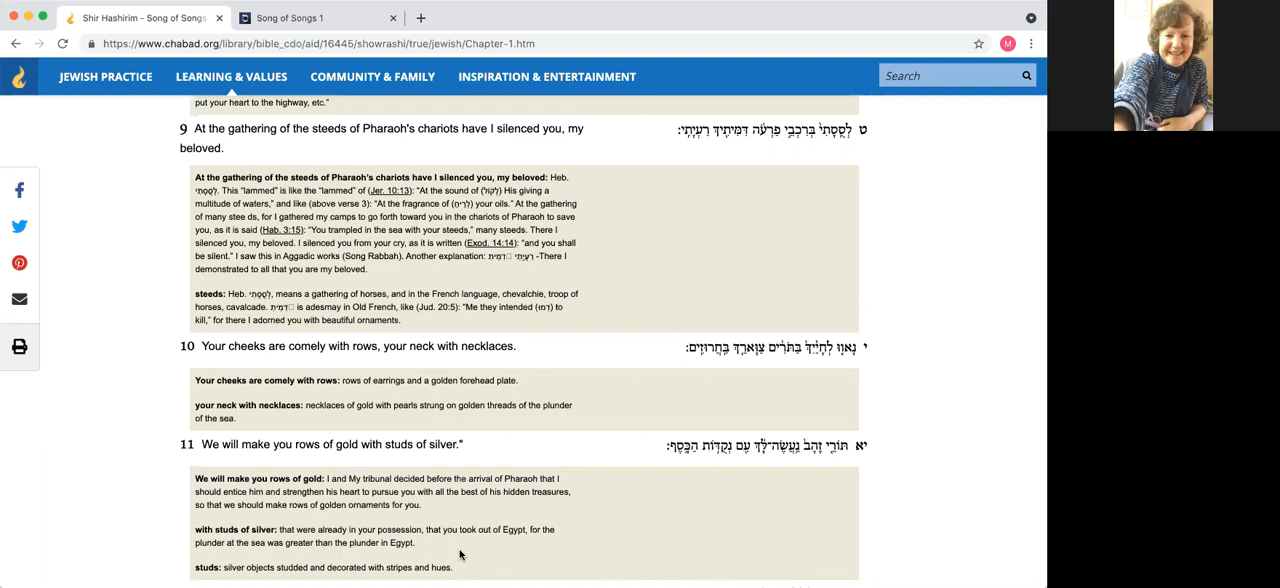 Shir Hashirim - Song of Songs
Song of Songs 1
https://www.chabad.org/library/bible_cdo/aid/16445/showrashi/true/jewish/Chapter-1.htm
M
JEWISH PRACTICE LEARNING & VALUES COMMUNITY & FAMILY INSPIRATION & ENTERTAINMENT
Search
put your heart to the highway, etc."
9 At the gathering of the steeds of Pharaoh's chariots have I silenced you, my
beloved.
ט לְסֻסָתִי֙ בְּרִכְבֵ֣י פַרְעֹ֔ה דִּמִּיתִ֖יךְ רַעְיָתִֽי:
At the gathering of the steeds of Pharaoh's chariots have I silenced you, my beloved: Heb.
לְסֻסָתִי. This "lammed" is like the "lammed" of (Jer. 10:13): "At the sound of (לְקוֹל) His giving a
multitude of waters," and like (above verse 3): "At the fragrance of (לְרֵיחַ) your oils." At the gathering
of many stee ds, for I gathered my camps to go forth toward you in the chariots of Pharaoh to save
you, as it is said (Hab. 3:15): "You trampled in the sea with your steeds," many steeds. There I
silenced you, my beloved. I silenced you from your cry, as it is written (Exod. 14:14): "and you shall
be silent." I saw this in Aggadic works (Song Rabbah). Another explanation: -There I
demonstrated to all that you are my beloved.
steeds: Heb. לְסֻסָתִי, means a gathering of horses, and in the French language, chevalchie, troop of
horses, cavalcade. is adesmay in Old French, like (Jud. 20:5): "Me they intended (דִמּוּ) to
kill," for there I adorned you with beautiful ornaments.
10 Your cheeks are comely with rows, your neck with necklaces.
י נָאו֤וּ לְחָיַ֨יִךְ֙ בַּתֹּרִ֔ים צַוָּארֵ֖ךְ בַּֽחֲרוּזִֽים:
Your cheeks are comely with rows: rows of earrings and a golden forehead plate.
your neck with necklaces: necklaces of gold with pearls strung on golden threads of the plunder
of the sea.
11 We will make you rows of gold with studs of silver."
יא תּוֹרֵ֤י זָהָב֙ נַֽעֲשֶׂה־לָּ֔ךְ עִ֖ם נְקֻדּ֥וֹת הַכָּֽסֶף:
We will make you rows of gold: I and My tribunal decided before the arrival of Pharaoh that I
should entice him and strengthen his heart to pursue you with all the best of his hidden treasures,
so that we should make rows of golden ornaments for you.
with studs of silver: that were already in your possession, that you took out of Egypt, for the
plunder at the sea was greater than the plunder in Egypt.
studs: silver objects studded and decorated with stripes and hues.